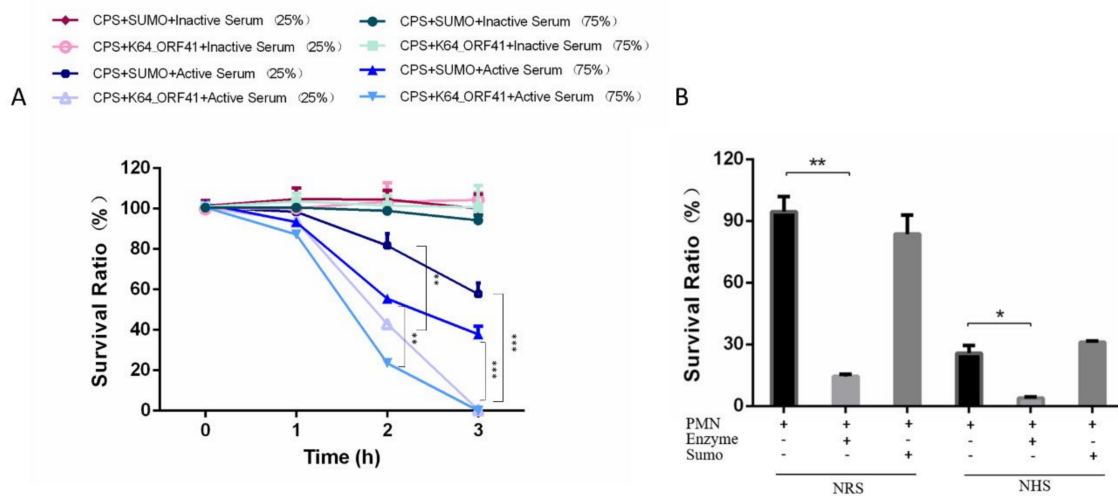 CPS+SUMO+Inactive Serum (25%) CPS+SUMO+Inactive Serum (75%)
CPS+K64_ORF41+Inactive Serum (25%) CPS+K64_ORF41+Inactive Serum (75%)
CPS+SUMO+Active Serum (25%) CPS+SUMO+Active Serum (75%)
CPS+K64_ORF41+Active Serum (25%) CPS+K64_ORF41+Active Serum (75%)
A
Survival Ratio (%)
120
100
80
60
40
20
0
0 1 2 3
Time (h)
**
**
***
***
B
Survival Ratio (%)
120
90
60
30
0
**
*
PMN + + + + + +
Enzyme - + - - + -
Sumo - - + - - +
NRS NHS